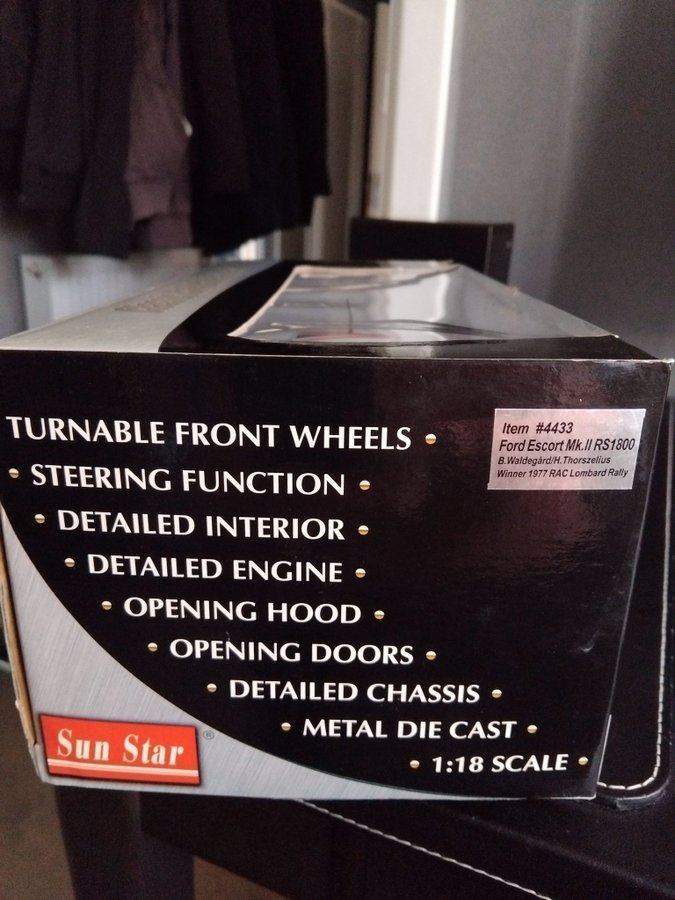 TURNABLE FRONT WHEELS •
• STEERING FUNCTION •
• DETAILED INTERIOR •
• DETAILED ENGINE •
• OPENING HOOD •
• OPENING DOORS •
• DETAILED CHASSIS •
• METAL DIE CAST •
• 1:18 SCALE •
Item #4433
Ford Escort Mk.II RS1800
B.Waldegård/H.Thorszelius
Winner 1977 RAC Lombard Rally
Sun Star ®